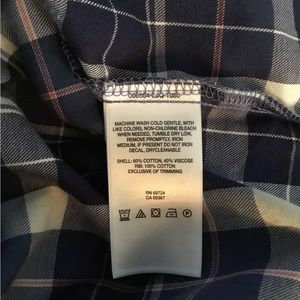 MACHINE WASH COLD GENTLE, WITH
LIKE COLORS, NON-CHLORINE BLEACH
WHEN NEEDED, TUMBLE DRY LOW,
REMOVE PROMPTLY, IRON
MEDIUM, IF PRESENT DO NOT IRON
DECAL, DRYCLEANABLE
SHELL: 60% COTTON, 40% VISCOSE
RIB: 100% COTTON
EXCLUSIVE OF TRIMMING
RN 69724
CA 05367